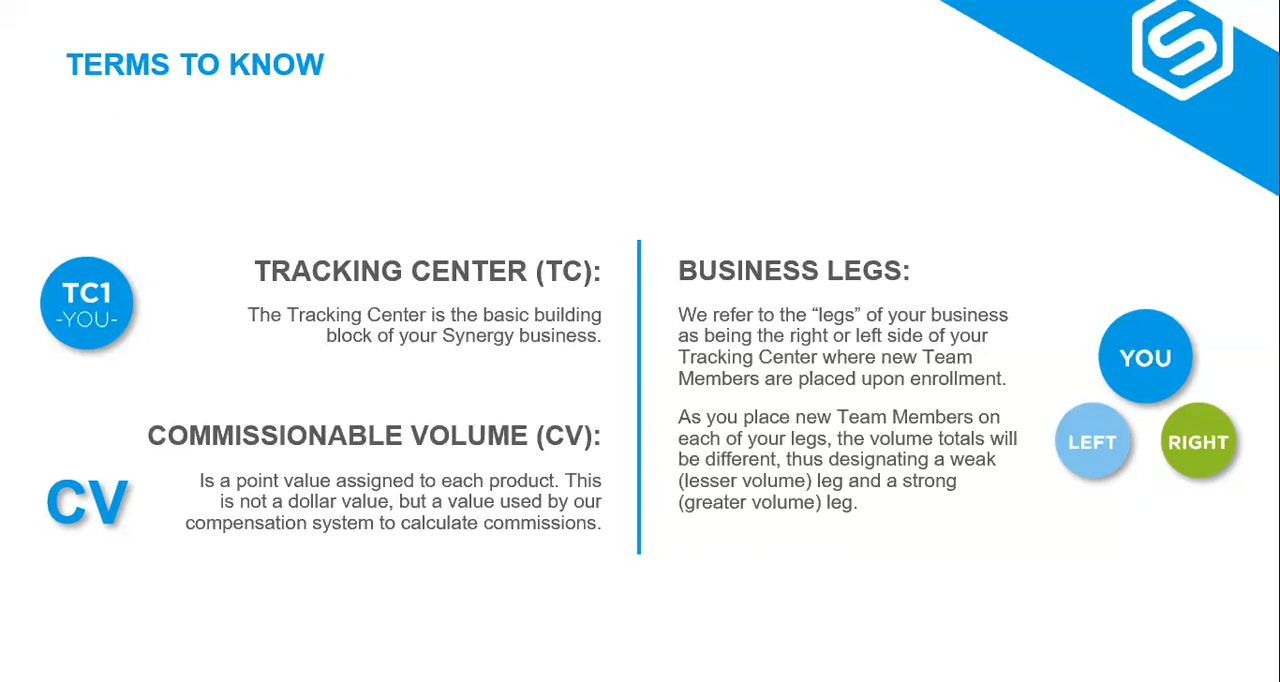 TERMS TO KNOW
TC1
-YOU-
TRACKING CENTER (TC):
The Tracking Center is the basic building
block of your Synergy business.
CV
COMMISSIONABLE VOLUME (CV):
Is a point value assigned to each product. This
is not a dollar value, but a value used by our
compensation system to calculate commissions.
BUSINESS LEGS:
We refer to the “legs” of your business
as being the right or left side of your
Tracking Center where new Team
Members are placed upon enrollment.
As you place new Team Members on
each of your legs, the volume totals will
be different, thus designating a weak
(lesser volume) leg and a strong
(greater volume) leg.
YOU
LEFT
RIGHT